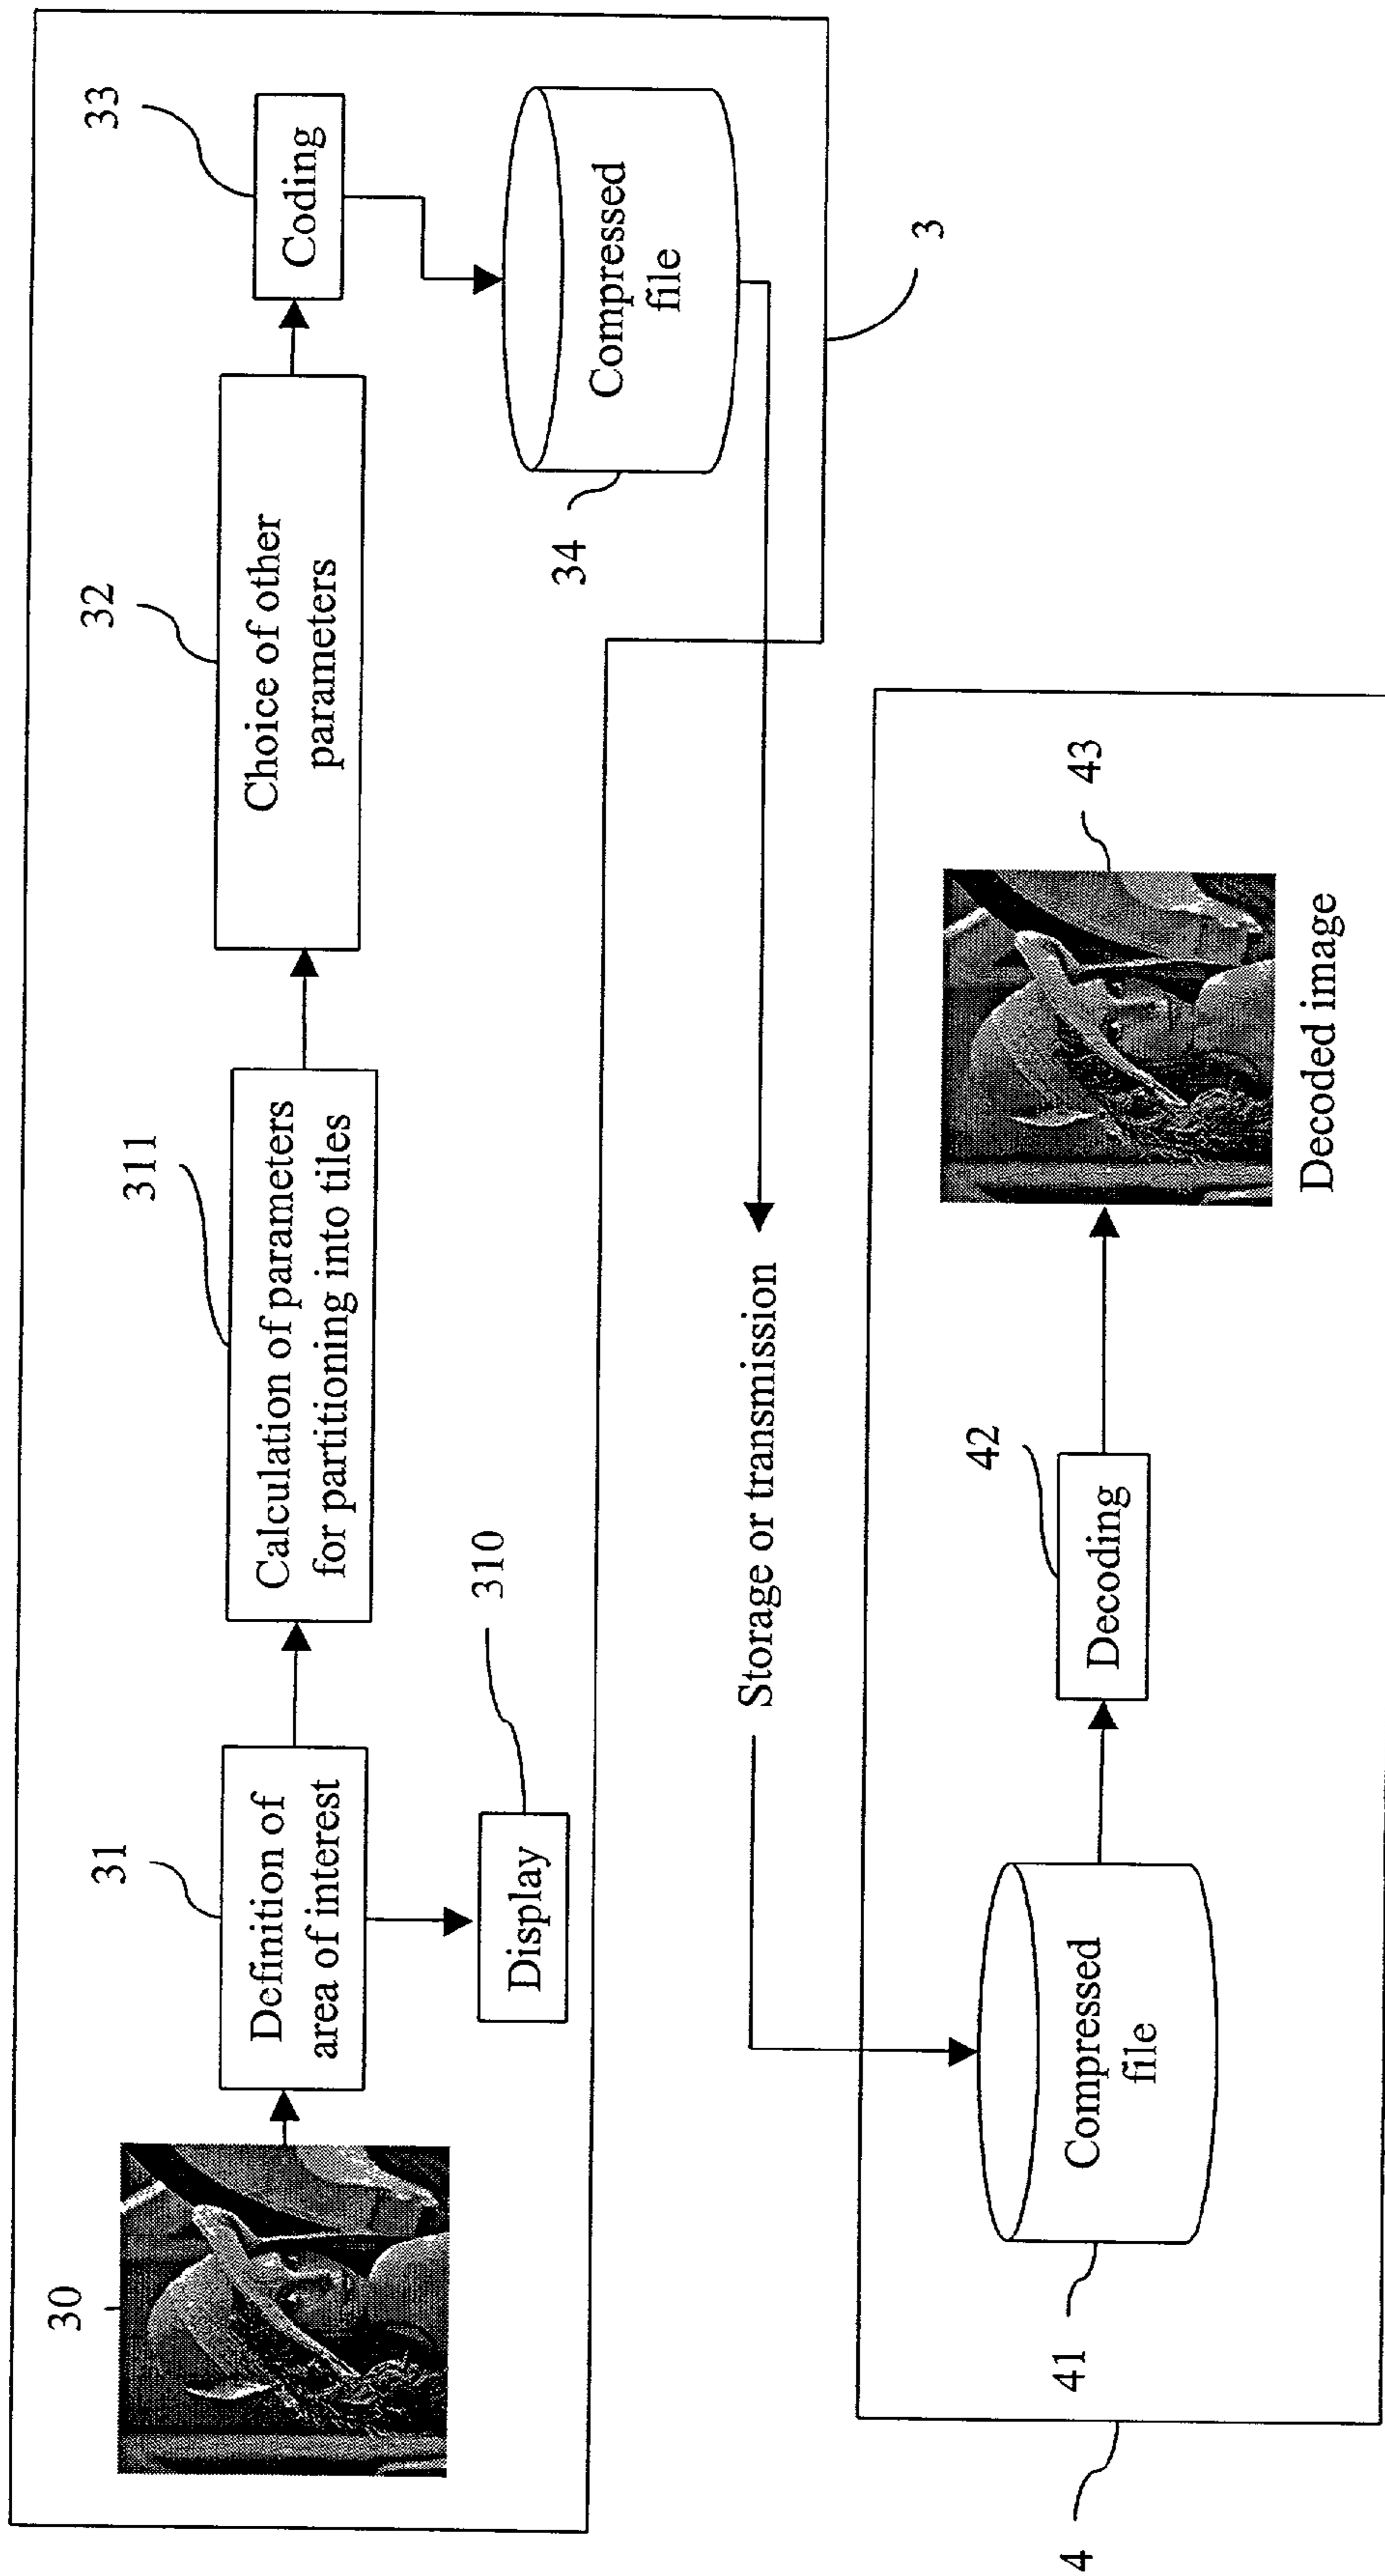 30
31
Definition of
area of interest
310
Display
311
Calculation of parameters
for partitioning into tiles
32
Choice of other
parameters
33
Coding
34
Compressed
file
3
Storage or transmission
4
41
Compressed
file
42
Decoding
43
Decoded image